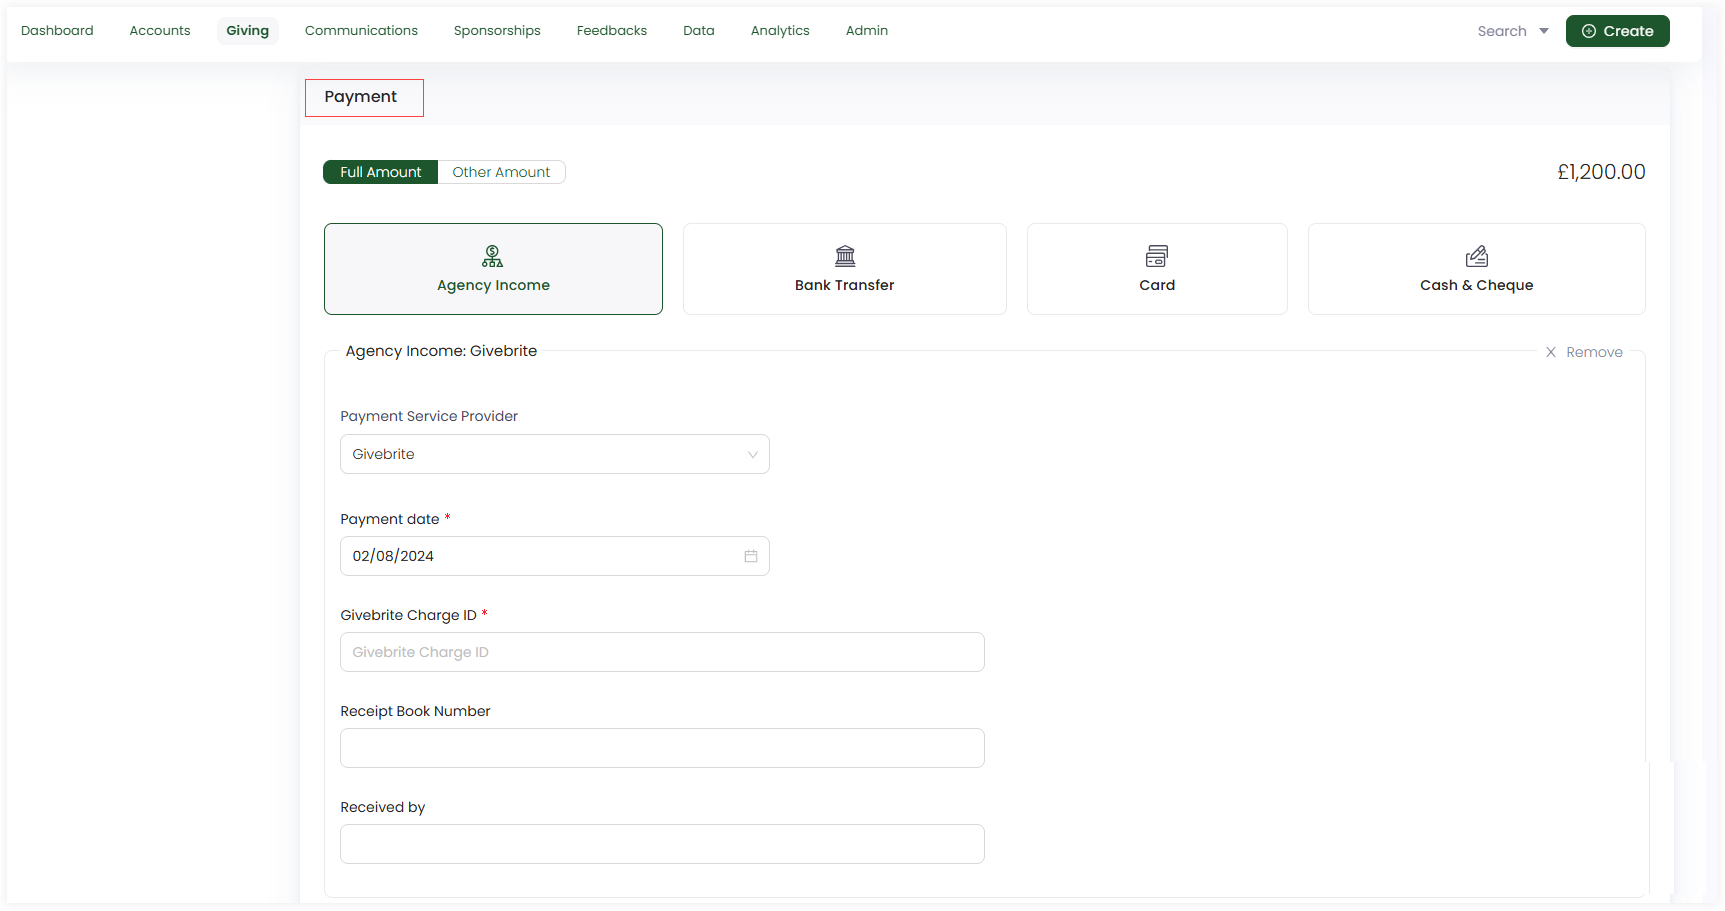 Dashboard Accounts Giving Communications Sponsorships Feedbacks Data Analytics Admin Search Create
Payment
Full Amount Other Amount £1,200.00
Agency Income Bank Transfer Card Cash & Cheque
Agency Income: Givebrite X Remove
Payment Service Provider
Givebrite
Payment date *
02/08/2024
Givebrite Charge ID *
Givebrite Charge ID
Receipt Book Number
Received by